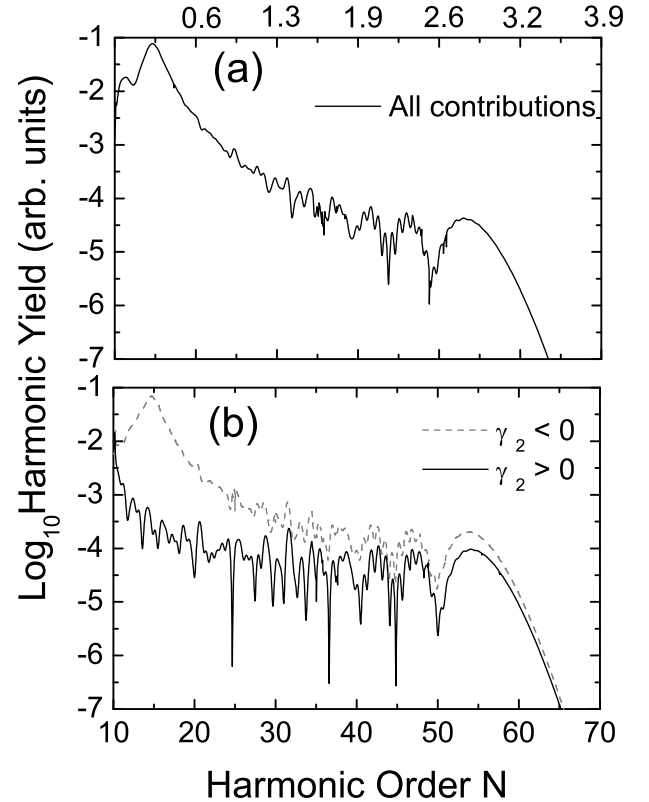 0.6 1.3 1.9 2.6 3.2 3.9
-1
(a)
-2
All contributions
-3
-4
-5
-6
-7
Log10Harmonic Yield (arb. units)
-1
(b)
γ2 < 0
-2
γ2 > 0
-3
-4
-5
-6
-7
10 20 30 40 50 60 70
Harmonic Order N